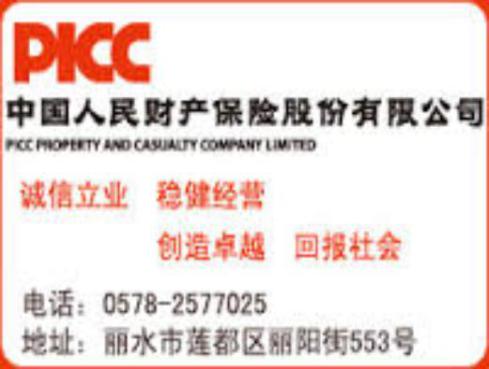 PICC
中国人民财产保险股份有限公司
PICC PROPERTY AND CASUALTY COMPANY LIMITED
诚信立业 稳健经营
创造卓越 回报社会
电话：0578-2577025
地址：丽水市莲都区丽阳街553号